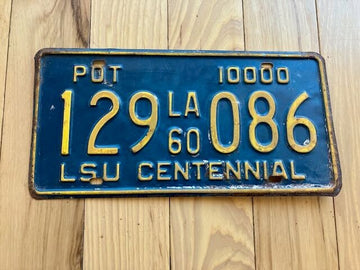 POT 10000
129 LA 60 086
LSU CENTENNIAL